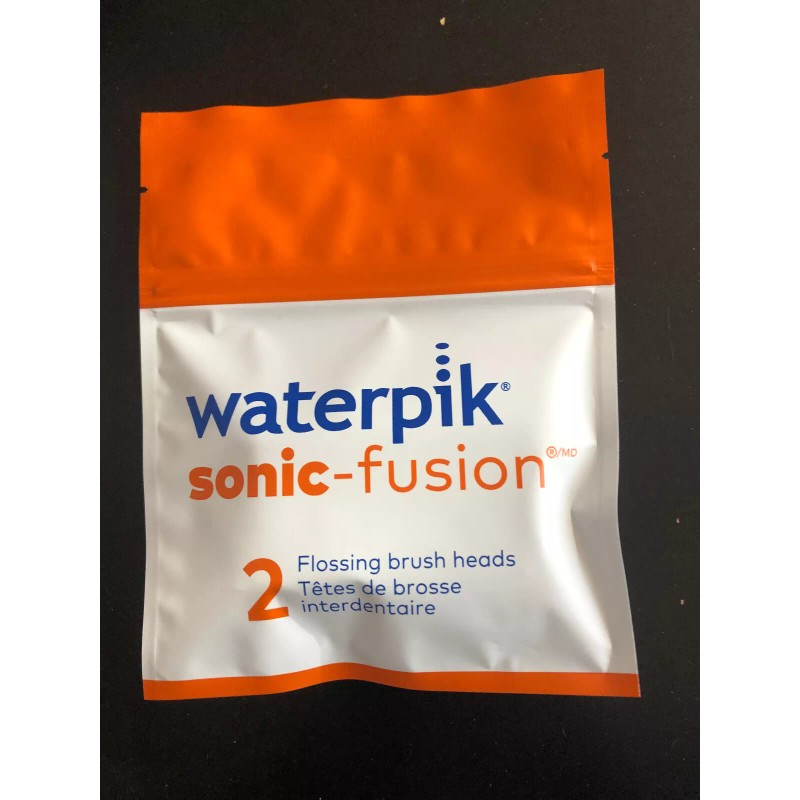 waterpik®
sonic-fusion®/MD
2 Flossing brush heads
Têtes de brosse
interdentaire